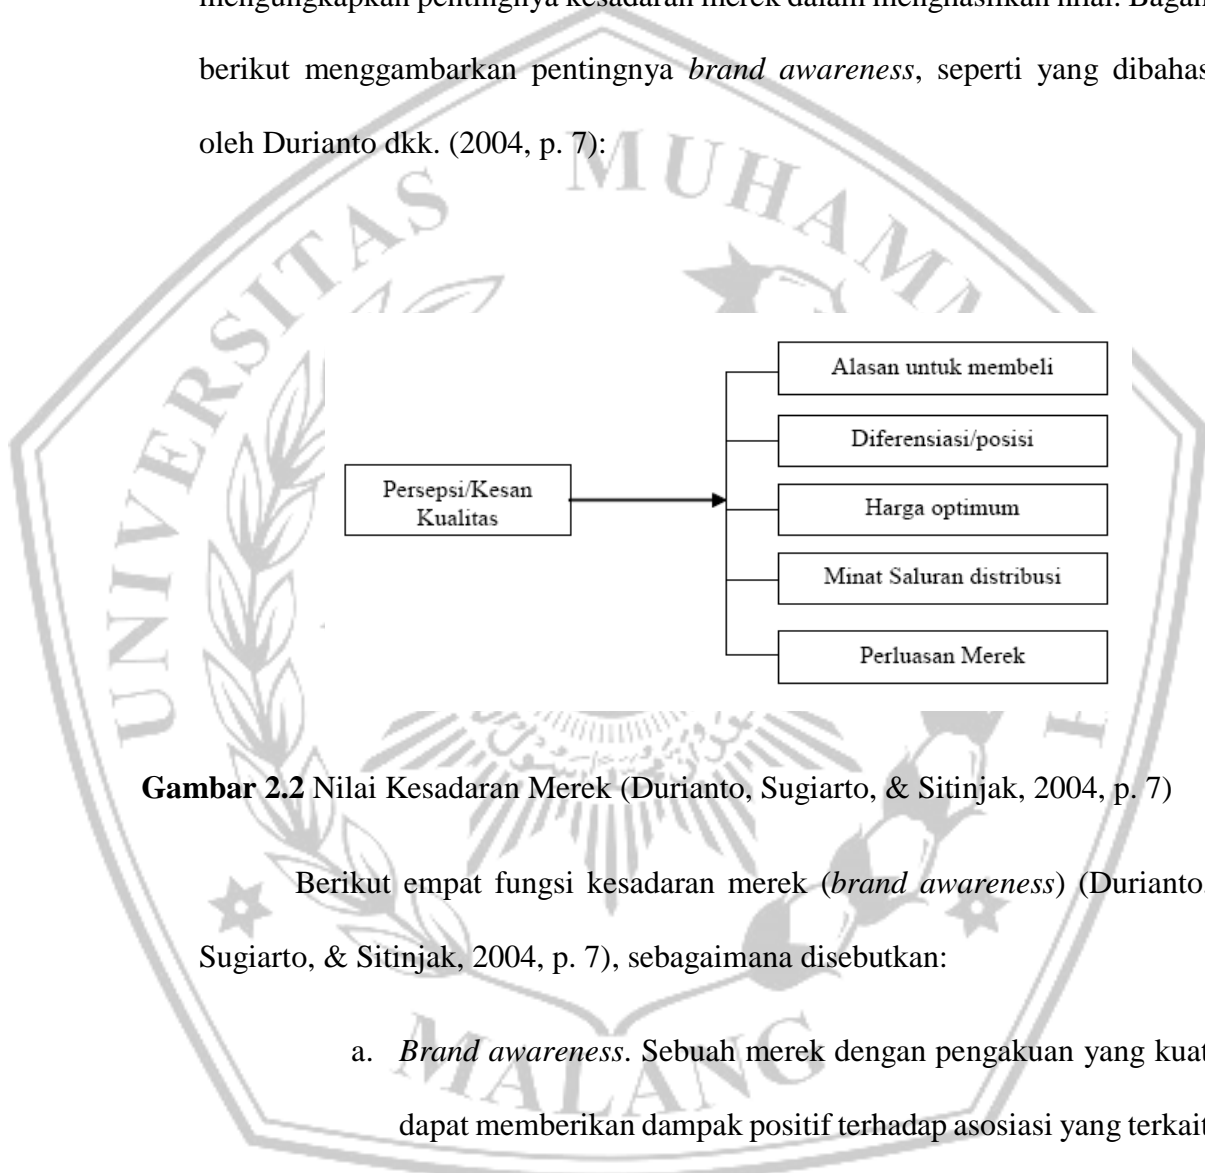 berikut menggambarkan pentingnya brand awareness, seperti yang dibahas
oleh Durianto dkk. (2004, p. 7):
UNIVERSITAS MUHAM
Alasan untuk membeli
Diferensiasi/posisi
Persepsi/Kesan
Kualitas
Harga optimum
Minat Saluran distribusi
Perluasan Merek
Gambar 2.2 Nilai Kesadaran Merek (Durianto, Sugiarto, & Sitinjak, 2004, p. 7)
Berikut empat fungsi kesadaran merek (brand awareness) (Durianto,
Sugiarto, & Sitinjak, 2004, p. 7), sebagaimana disebutkan:
a. Brand awareness. Sebuah merek dengan pengakuan yang kuat
dapat memberikan dampak positif terhadap asosiasi yang terkait
MALANG